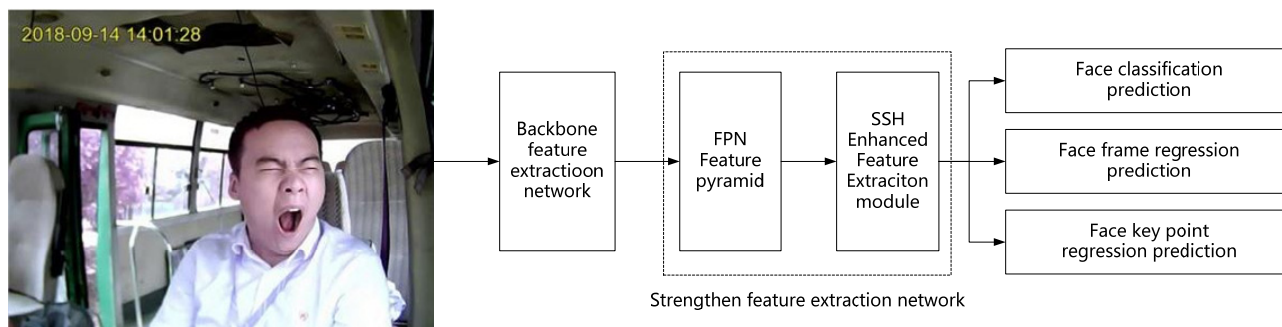 2018-09-14 14:01:28
Backbone
feature
extractioon
network
FPN
Feature
pyramid
SSH
Enhanced
Feature
Extraciton
module
Strengthen feature extraction network
Face classification
prediction
Face frame regression
prediction
Face key point
regression prediction